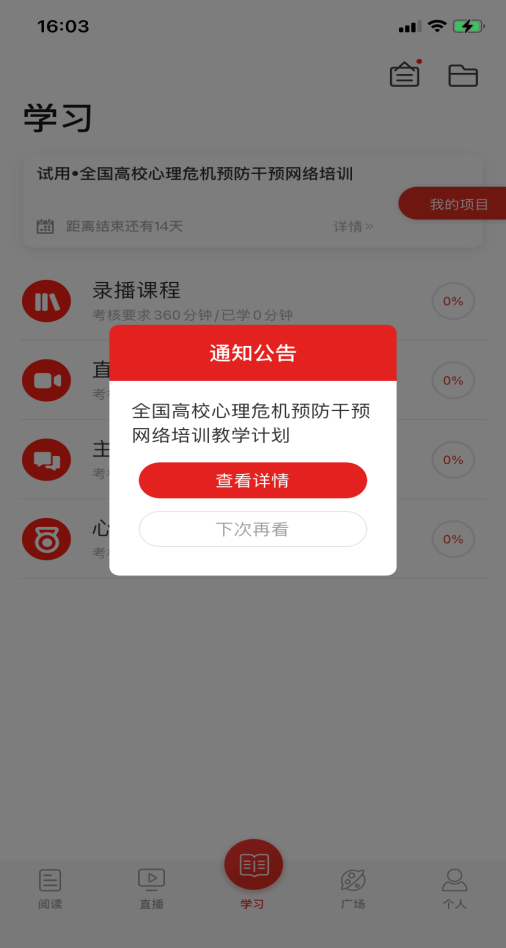 16:03
学习
试用•全国高校心理危机预防干预网络培训
我的项目
距离结束还有14天
详情»
录播课程
考核要求360分钟/已学0分钟
0%
通知公告
直
0%
全国高校心理危机预防干预
网络培训教学计划
主
0%
查看详情
下次再看
心
0%
阅读
直播
学习
广场
个人